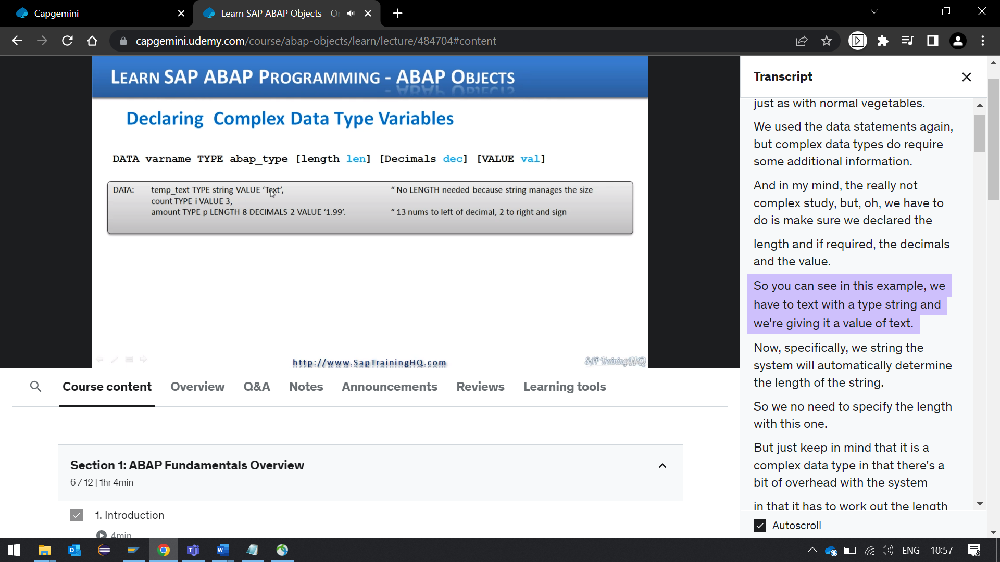 Capgemini
Learn SAP ABAP Objects - Or
capgemini.udemy.com/course/abap-objects/learn/lecture/484704#content
LEARN SAP ABAP PROGRAMMING - ABAP OBJECTS
Declaring Complex Data Type Variables
DATA varname TYPE abap_type [length len] [Decimals dec] [VALUE val]
DATA: temp_text TYPE string VALUE ‘Text’, “ No LENGTH needed because string manages the size
count TYPE i VALUE 3,
amount TYPE p LENGTH 8 DECIMALS 2 VALUE ‘1.99’. “ 13 nums to left of decimal, 2 to right and sign
http://www.SapTrainingHQ.com
SAP Training HQ
Transcript
just as with normal vegetables.
We used the data statements again,
but complex data types do require
some additional information.
And in my mind, the really not
complex study, but, oh, we have to
do is make sure we declared the
length and if required, the decimals
and the value.
So you can see in this example, we
have to text with a type string and
we're giving it a value of text.
Now, specifically, we string the
system will automatically determine
the length of the string.
So we no need to specify the length
with this one.
But just keep in mind that it is a
complex data type in that there's a
bit of overhead with the system
in that it has to work out the length
Autoscroll
Course content Overview Q&A Notes Announcements Reviews Learning tools
Section 1: ABAP Fundamentals Overview
6 / 12 | 1hr 4min
1. Introduction
4min
ENG 10:57